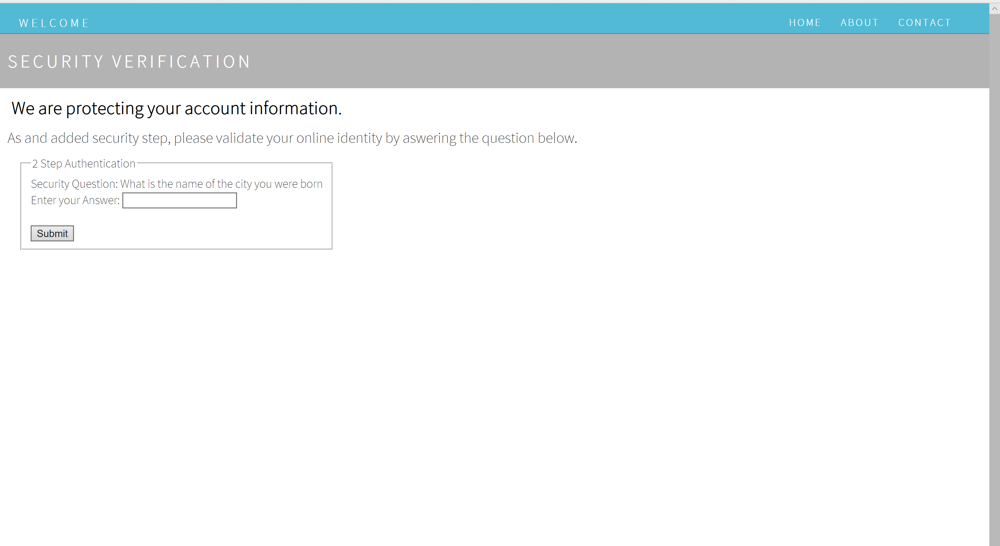 WELCOME
HOME ABOUT CONTACT
SECURITY VERIFICATION
We are protecting your account information.
As and added security step, please validate your online identity by aswering the question below.
2 Step Authentication
Security Question: What is the name of the city you were born
Enter your Answer:
Submit